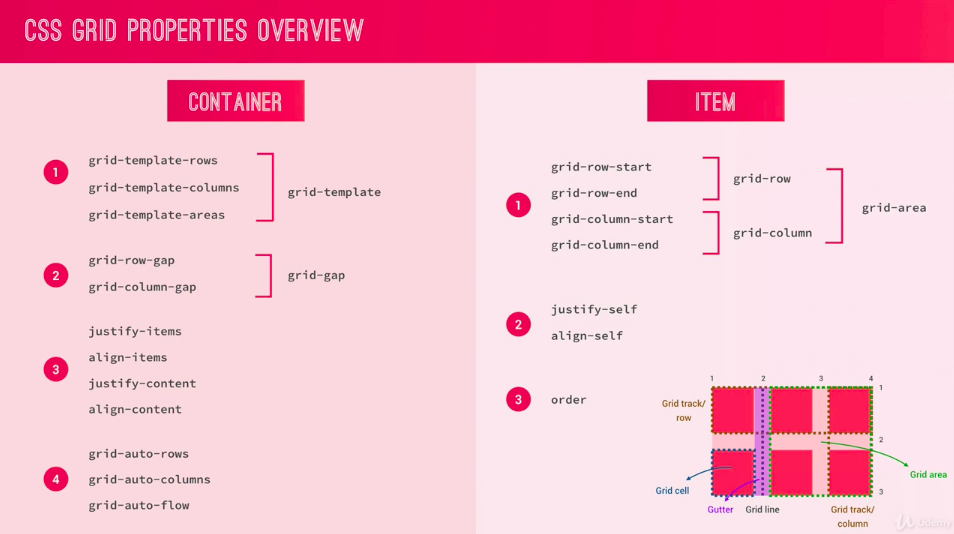 CSS GRID PROPERTIES OVERVIEW
CONTAINER
1
grid-template-rows
grid-template-columns
grid-template-areas
grid-template
2
grid-row-gap
grid-column-gap
grid-gap
3
justify-items
align-items
justify-content
align-content
4
grid-auto-rows
grid-auto-columns
grid-auto-flow
ITEM
1
grid-row-start
grid-row-end
grid-column-start
grid-column-end
grid-row
grid-column
grid-area
2
justify-self
align-self
3
order
1 2 3 4
1
2
3
Grid track/
row
Grid cell
Gutter
Grid line
Grid track/
column
Grid area
Udemy